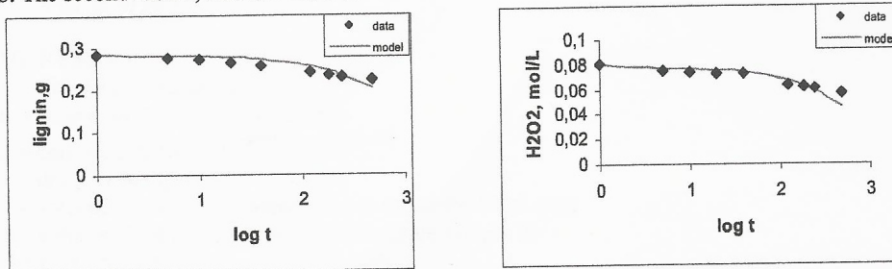 data
model
0,3
0,2
0,1
0
lignin,g
0
1
2
3
log t
data
model
0,1
0,08
0,06
0,04
0,02
0
H2O2, mol/L
0
1
2
3
log t